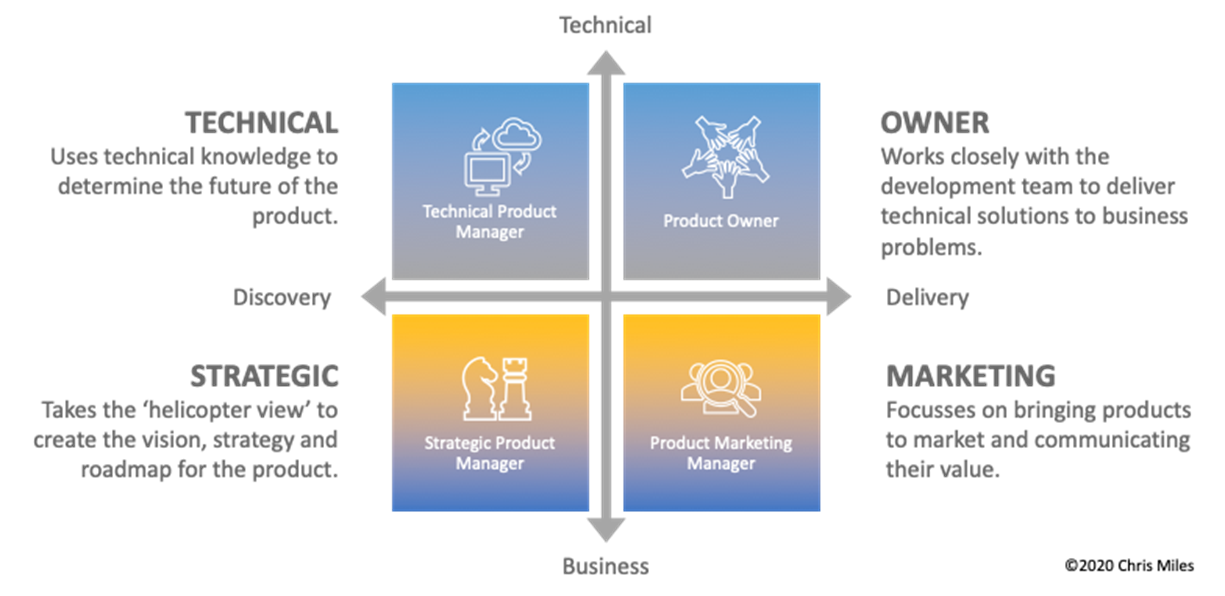 Technical
TECHNICAL
Uses technical knowledge to
determine the future of the
product.
Technical Product
Manager
Product Owner
OWNER
Works closely with the
development team to deliver
technical solutions to business
problems.
Discovery
Delivery
STRATEGIC
Takes the ‘helicopter view’ to
create the vision, strategy and
roadmap for the product.
Strategic Product
Manager
Product Marketing
Manager
MARKETING
Focusses on bringing products
to market and communicating
their value.
Business
©2020 Chris Miles